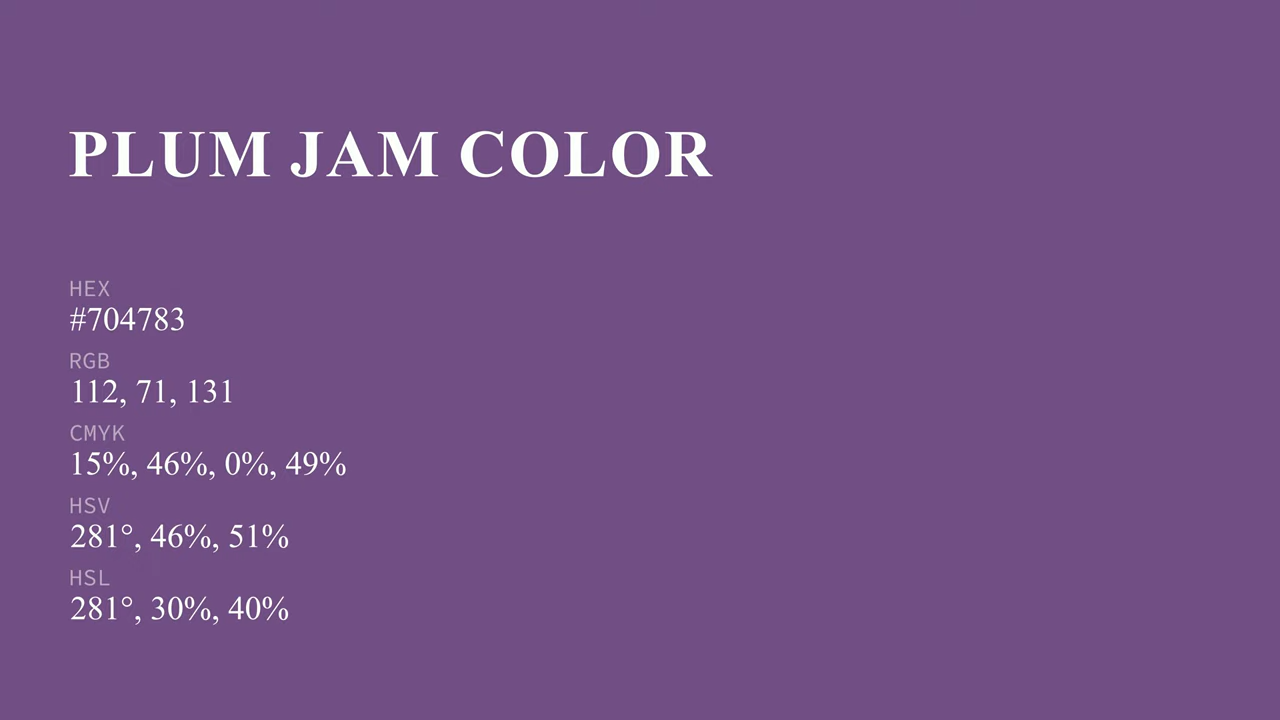 PLUM JAM COLOR
HEX
#704783
RGB
112, 71, 131
CMYK
15%, 46%, 0%, 49%
HSV
281°, 46%, 51%
HSL
281°, 30%, 40%